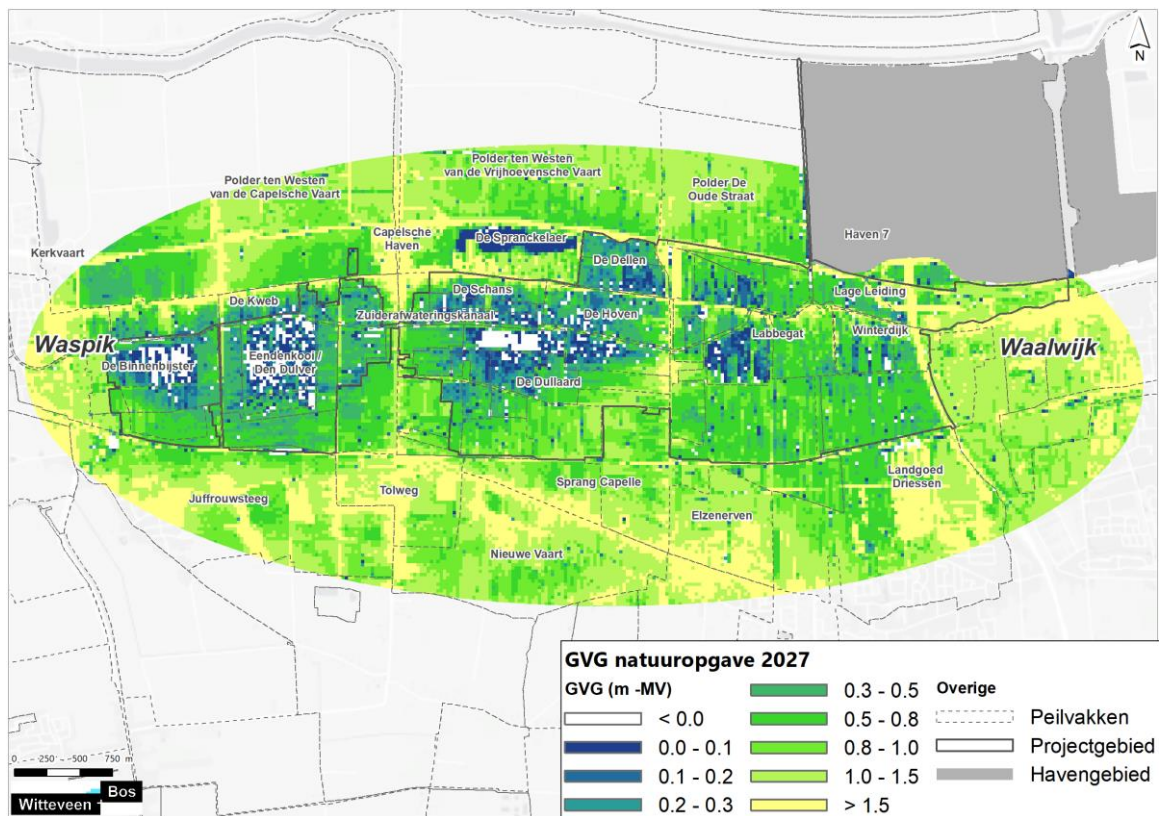 N
Polder ten Westen
van de Vrijhoevensche Vaart
Polder ten Westen
van de Capelsche Vaart
Polder De
Oude Straat
Kerkvaart
Capelsche
Haven
De Spranckelaer
Haven 7
De Dellen
De Kweb
De Schans
Lage Leiding
Zuiderafwateringskanaal
De Hoven
Labbegat
Winterdijk
Waspik
Waalwijk
De Binnenbijster
Eendenkooi /
Den Dulver
De Dullaard
Landgoed
Driessen
Juffrouwsteeg
Tolweg
Sprang Capelle
Elzenerven
Nieuwe Vaart
GVG natuuropgave 2027
GVG (m -MV)
< 0.0
0.0 - 0.1
0.1 - 0.2
0.2 - 0.3
0.3 - 0.5
0.5 - 0.8
0.8 - 1.0
1.0 - 1.5
> 1.5
Overige
Peilvakken
Projectgebied
Havengebied
0 250 500 750 m
Witteveen
Bos